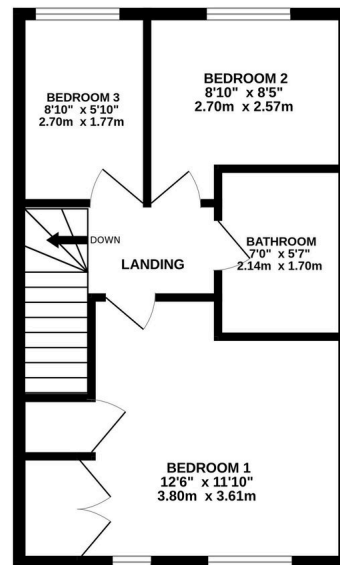 BEDROOM 3
8'10" x 5'10"
2.70m x 1.77m
BEDROOM 2
8'10" x 8'5"
2.70m x 2.57m
DOWN
LANDING
BATHROOM
7'0" x 5'7"
2.14m x 1.70m
BEDROOM 1
12'6" x 11'10"
3.80m x 3.61m